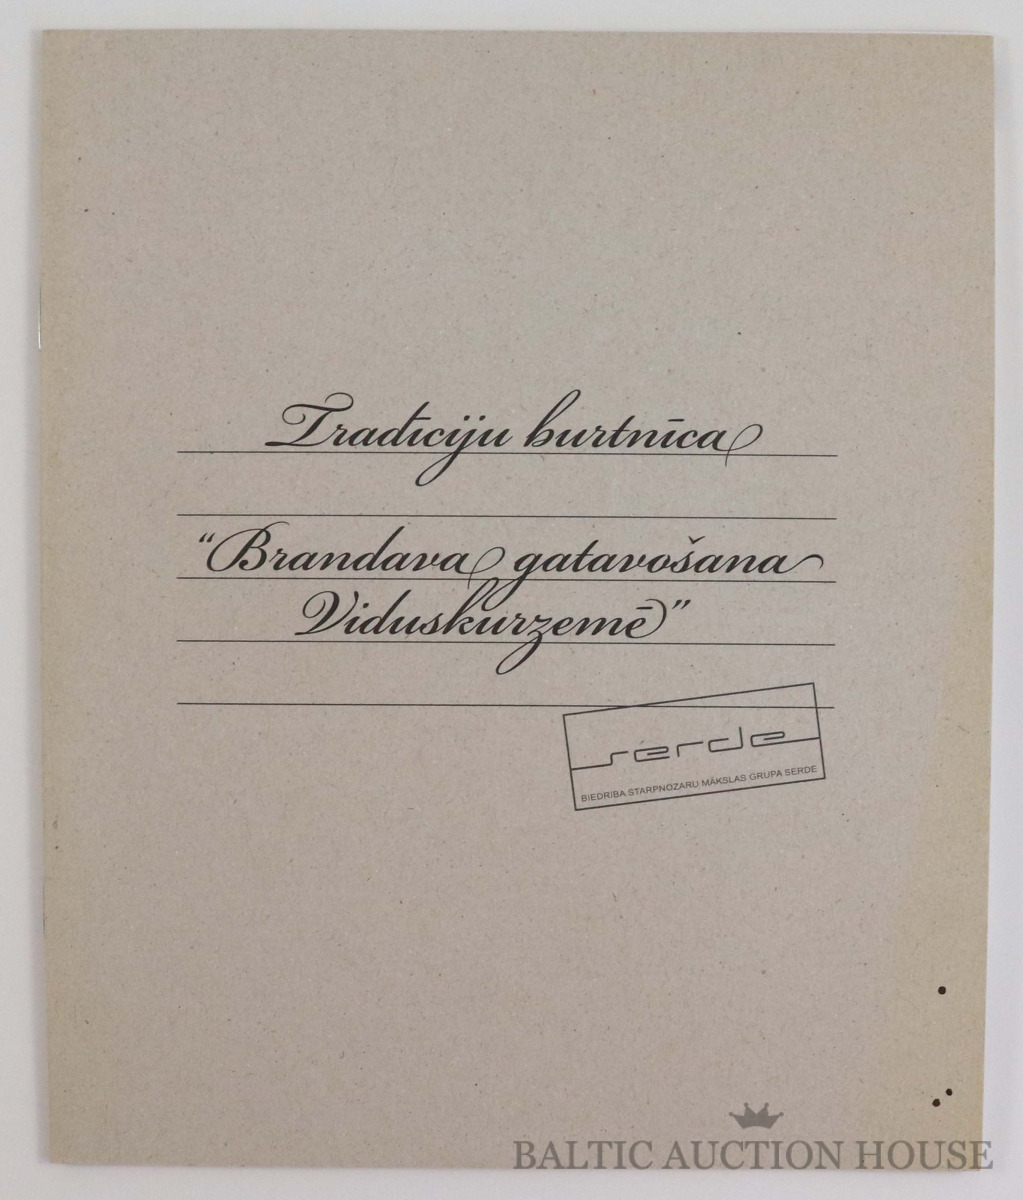 Tradīciju burtnīca
“Brandava gatavošana
Viduskurzemē”
serde
BIEDRĪBA STARPNOZARU MĀKSLAS GRUPA SERDE
BALTIC AUCTION HOUSE